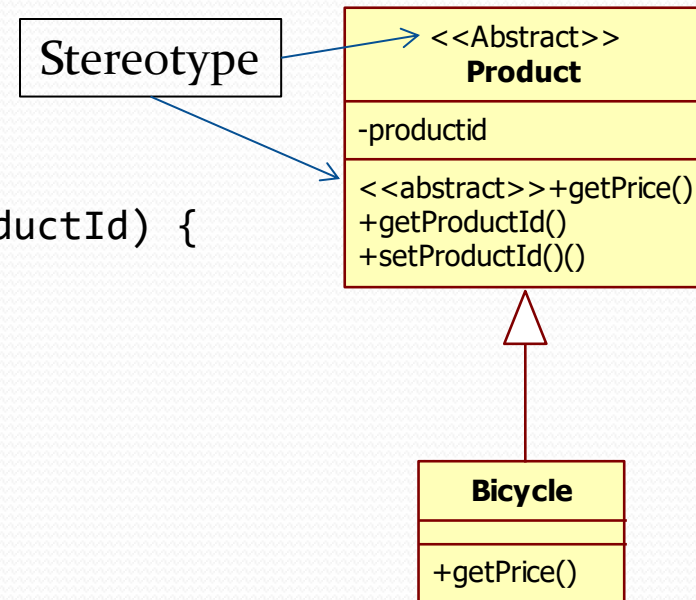 Stereotype
<<Abstract>>
Product
-productid
<<abstract>>+getPrice()
+getProductId()
+setProductId()()
ductId) {
Bicycle
+getPrice()